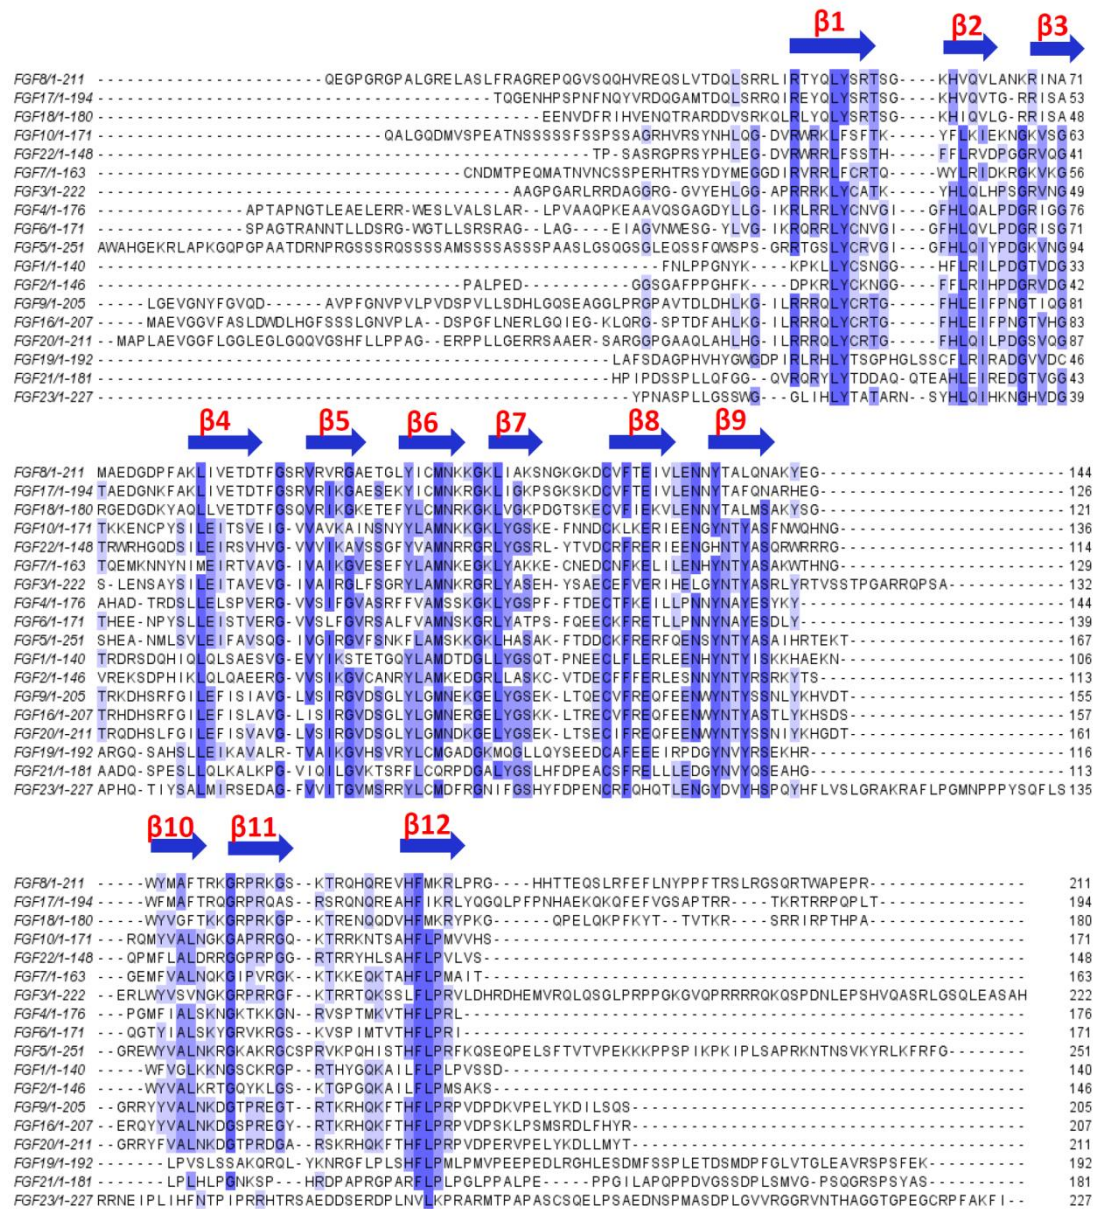 β1 β2 β3
FGF8/1-211 -----------------------------------------QEGPGRGPALGRELASLFRAGREPQGVSQQHVREQSLVTDQLSRRLIRTYQLYSRTSG----KHVQVLANKRINA 71
FGF17/1-194 ------------------------------------------------------------TQGENHPSPNFNQYVRDQGAMTDQLSRRQIREYQLYSRTSG----KHVQVTG-RRISA 53
FGF18/1-180 -----------------------------------------------------------------EENVDFRIHVENQTRARDDVSRKQLRLYQLYSRTSG----KHIQVLG-RRISA 48
FGF10/1-171 ------------------------------------QALGQDMVSPEATNSSSSSFSSPSSAGRHVRSYNHLQG-DVRWRKLFSFTK-----YFLKIEKNGKVSG 63
FGF22/1-148 ------------------------------------------------------------TP-SASRGPRSYPHLEG-DVRWRRLFSSTH-----FFLRVDPGGRVQG 41
FGF7/1-163 ---------------------------------------------CNDMTPEQMATNVNCSSPERHTRSYDYMEGGDIRVRRLFCRTQ-----WYLRIDKRGKVKG 56
FGF3/1-222 ---------------------------------------------------AAGPGARLRRDAGGRG-GVYEHLGG-APRRRKLYCATK-----YHLQLHPSGRVNG 49
FGF4/1-176 ------------------APTAPNGTLEAELERR-WESLVALSLAR--LPVAAQPKEAAVQSGAGDYLLG-IKRLRRLYCNVGI---GFHLQALPDGRIGG 76
FGF6/1-171 ------------------SPAGTRANNTLLDSRG-WGTLLSRSRAG--LAG---EIAGVNWESG-YLVG-IKRQRRLYCNVGI---GFHLQVLPDGRISG 71
FGF5/1-251 AWAHGEKRLAPKGQPGPAATDRNPRGSSSRQSSSSAMSSSSASSSPAASLGSQGSGLEQSSFQWSPS-GRRTGSLYCRVGI---GFHLQIYPDGKVNG 94
FGF1/1-140 ------------------------------------------------------------------FNLPPGNYK----KPKLLYCSNGG----HFLRILPDGTVDG 33
FGF2/1-146 --------------------------------------------------PALPED--------GGSGAFPPGHFK----DPKRLYCKNGG----FFLRIHPDGRVDG 42
FGF9/1-205 ------LGEVGNYFGVQD-----AVPFGNVPVLPVDSPVLLSDHLGQSEAGGLPRGPAVTDLDHLKG-ILRRRQLYCRTG-----FHLEIFPNGTIQG 81
FGF16/1-207 ------MAEVGGVFASLDWDLHGFSSSLGNVPLA--DSPGFLNERLGQIEG-KLQRG-SPTDFAHLKG-ILRRRQLYCRTG-----FHLEIFPNGTVHG 83
FGF20/1-211 --MAPLAEVGGFLGGLEGLGQQVGSHFLLPPAG--ERPPLLGERRSAAER-SARGGPGAAQLAHLHG-ILRRRQLYCRTG-----FHLQILPDGSVQG 87
FGF19/1-192 ----------------------------------------------------------LAFSDAGPHVHYGWGDPIRLRHLYTSGPHGLSSCFLRIRADGVVDC 46
FGF21/1-181 ----------------------------------------------------------HPIPDSSPLLQFGG--QVRQRYLYTDDAQ-QTEAHLEIREDGTVGG 43
FGF23/1-227 -----------------------------------------------------------YPNASPLLGSSWG---GLIHLYTATARN-SYHLQIHKNGHVDG 39
β4 β5 β6 β7 β8 β9
FGF8/1-211 MAEDGDPFAKLIVETDTFGSRVRVRGAETGLYICMNKKGKLIAKSNGKGKDCVFTEIVLENNYTALQNAKYEG-------------------------- 144
FGF17/1-194 TAEDGNKFAKLIVETDTFGSRVRIKGAESEKYICMNKRGKLIGKPSGKSKDCVFTEIVLENNYTAFQNARHEG-------------------------- 126
FGF18/1-180 RGEDGDKYAQLLVETDTFGSQVRIKGKETEFYLCMNRKGKLVGKPDGTSKECVFIEKVLENNYTALMSAKYSG-------------------------- 121
FGF10/1-171 TKKENCPYSILEITSVEIG-VVAVKAINSNYYLAMNKKGKLYGSKE-FNNDCKLKERIEENGYNTYASFNWQHNG------------------------ 136
FGF22/1-148 TRWRHGQDSILEIRSVHVG-VVVIKAVSSGFYVAMNRRGRLYGSRL-YTVDCRFRERIEENGHNTYASQRWRRRG------------------------ 114
FGF7/1-163 TQEMKNNYNIMEIRTVAVG-IVAIKGVESEFYLAMNKEGKLYAKKE-CNEDCNFKELILENHYNTYASAKWTHNG------------------------ 129
FGF3/1-222 S-LENSAYSILEITAVEVG-IVAIRGLFSGRYLAMNKRGRLYASEH-YSAECEFVERIHELGYNTYASRLYRTVSSTPGARRQPSA------------- 132
FGF4/1-176 AHAD-TRDSLLELSPVERG-VVSIFGVASRFFVAMSSKGKLYGSPF-FTDECTFKEILLPNNYNAYESYKY---------------------------- 144
FGF6/1-171 THEE-NPYSLLEISTVERG-VVSLFGVRSALFVAMNSKGRLYATPS-FQEECKFRETLLPNNYNAYESDLY---------------------------- 139
FGF5/1-251 SHEA-NMLSVLEIFAVSQG-IVGIRGVFSNKFLAMSKKGKLHASAK-FTDDCKFRERFQENSYNTYASAIHRTEKT----------------------- 167
FGF1/1-140 TRDRSDQHIQLQLSAESVG-EVYIKSTETGQYLAMDTDGLLYGSQT-PNEECLFLERLEENHYNTYISKKHAEKN------------------------ 106
FGF2/1-146 VREKSDPHIKLQLQAEERG-VVSIKGVCANRYLAMKEDGRLLASKC-VTDECFFFERLESNNYNTYRSRKYTS-------------------------- 113
FGF9/1-205 TRKDHSRFGILEFISIAVG-LVSIRGVDSGLYLGMNEKGELYGSEK-LTQECVFREQFEENWYNTYSSNLYKHVDT----------------------- 155
FGF16/1-207 TRHDHSRFGILEFISLAVG-LISIRGVDSGLYLGMNERGELYGSKK-LTRECVFREQFEENWYNTYASTLYKHSDS----------------------- 157
FGF20/1-211 TRQDHSLFGILEFISVAVG-LVSIRGVDSGLYLGMNDKGELYGSEK-LTSECIFREQFEENWYNTYSSNIYKHGDT----------------------- 161
FGF19/1-192 ARGQ-SAHSLLEIKAVALR-TVAIKGVHSVRYLCMGADGKMQGLLQYSEEDCAFEEEIRPDGYNVYRSEKHR--------------------------- 116
FGF21/1-181 AADQ-SPESLLQLKALKPG-VIQILGVKTSRFLCQRPDGALYGSLHFDPEACSFRELLLEDGYNVYQSEAHG--------------------------- 113
FGF23/1-227 APHQ-TIYSALMIRSEDAG-FVVITGVMSRRYLCMDFRGNIFGSHYFDPENCRFQHQTLENGYDVYHSPQYHFLVSLGRAKRAFLPGMNPPPYSQFLS 135
β10 β11 β12
FGF8/1-211 -----WYMAFTRKGRPRKGS--KTRQHQREVHFMKRLPRG----HHTTEQSLRFEFLNYPPFTRSLRGSQRTWAPEPR---------------- 211
FGF17/1-194 -----WFMAFTRQGRPRQAS--RSRQNQREAHFIKRLYQGQLPFPNHAEKQKQFEFVGSAPTRR---TKRTRRPQPLT---------------- 194
FGF18/1-180 -----WYVGFTKKGRPRKGP--KTRENQQDVHFMKRYPKG----QPELQKPFKYT--TVTKR----SRRIRPTHPA------------------ 180
FGF10/1-171 ---RQMYVALNGKGAPRRGQ--KTRRKNTSAHFLPMVVHS------------------------------------------------------ 171
FGF22/1-148 ---QPMFLALDRRGGPRPGG--RTRRYHLSAHFLPVLVS------------------------------------------------------- 148
FGF7/1-163 ---GEMFVALNQKGIPVRGK--KTKKEQKTAHFLPMAIT------------------------------------------------------- 163
FGF3/1-222 --ERLWYVSVNGKGRPRRGF--KTRRTQKSSLFLPRVLDHRDHEMVRQLQSGLPRPPGKGVQPRRRRQKQSPDNLEPSHVQASRLGSQLEASAH 222
FGF4/1-176 ---PGMFIALSKNGKTKKGN--RVSPTMKVTHFLPRL--------------------------------------------------------- 176
FGF6/1-171 ---QGTYIALSKYGRVKRGS--KVSPIMTVTHFLPRI--------------------------------------------------------- 171
FGF5/1-251 --GREWYVALNKRGKAKRGCSPRVKPQHISTHFLPRFKQSEQPELSFTVTVPEKKKPPSPIKPKIPLSAPRKNTNSVKYRLKFRFG-------- 251
FGF1/1-140 -----WFVGLKKNGSCKRGP--RTHYGQKAILFLPLPVSSD----------------------------------------------------- 140
FGF2/1-146 -----WYVALKRTGQYKLGS--KTGPGQKAILFLPMSAKS------------------------------------------------------ 146
FGF9/1-205 --GRRYYVALNKDGTPREGT--RTKRHQKFTHFLPRPVDPDKVPELYKDILSQS---------------------------------------- 205
FGF16/1-207 --ERQYYVALNKDGSPREGY--RTKRHQKFTHFLPRPVDPSKLPSMSRDLFHYR---------------------------------------- 207
FGF20/1-211 --GRRYFVALNKDGTPRDGA--RSKRHQKFTHFLPRPVDPERVPELYKDLLMYT---------------------------------------- 211
FGF19/1-192 -------LPVSLSSAKQRQL-YKNRGFLPLSHFLPMLPMVPEEPEDLRGHLESDMFSSPLETDSMDPFGLVTGLEAVRSPSFEK---------- 192
FGF21/1-181 -------LPLHLPGNKSP---HRDPAPRGPARFLPLPGLPPALPE---PPGILAPQPPDVGSSDPLSMVG-PSQGRSPSYAS------------ 181
FGF23/1-227 RRNEIPLIHFNTPIPRRHTRSAEDDSERDPLNVLKPRARMTPAPASCSQELPSAEDNSPMASDPLGVVRGGRVNTHAGGTGPEGCRPFAKFI-- 227